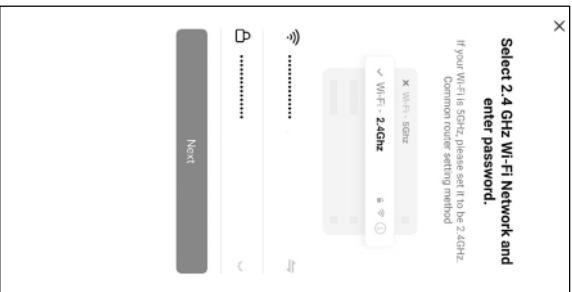 Select 2.4 GHz Wi-Fi Network and
enter password.
If your Wi-Fi is 5GHz, please set it to be 2.4GHz.
Common router setting method
Wi-Fi - 5Ghz
Wi-Fi - 2.4Ghz
Next